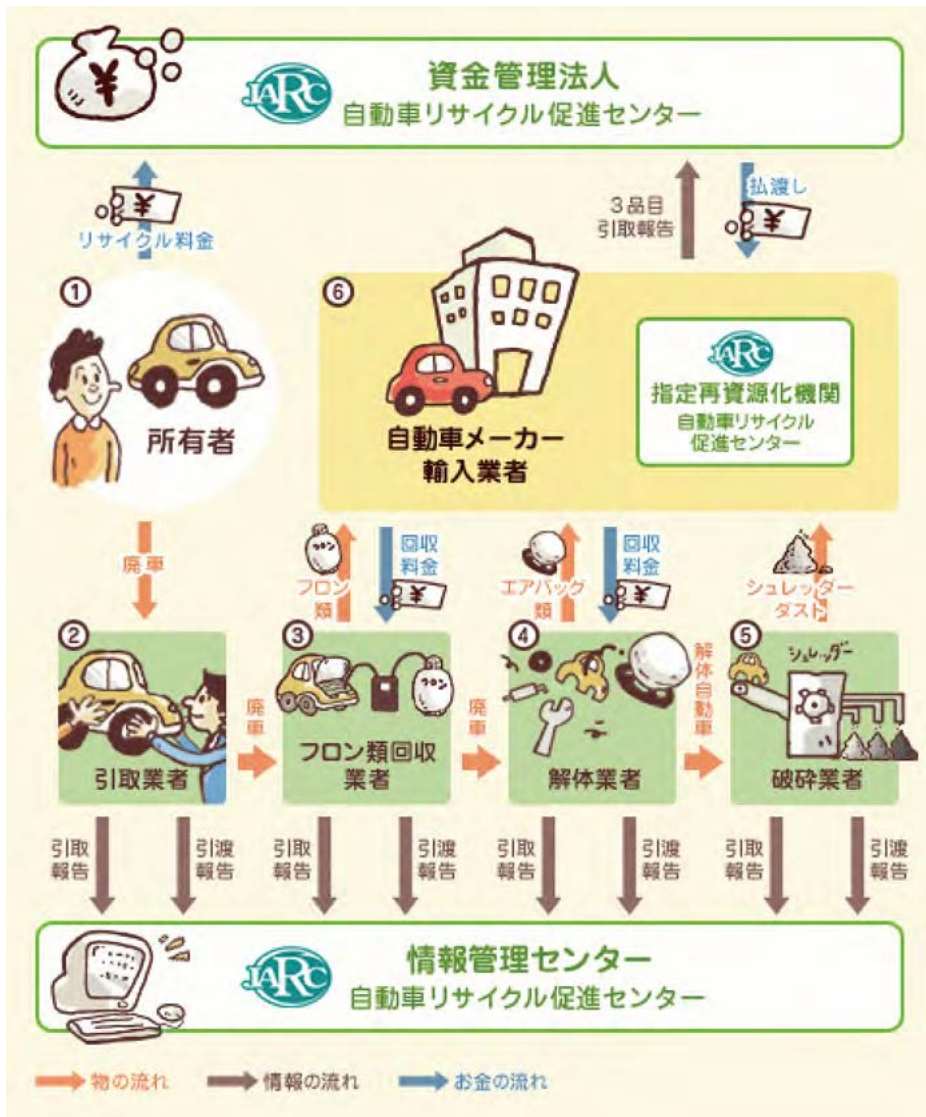 ¥
JARC
資金管理法人
自動車リサイクル促進センター
¥
リサイクル料金
3品目
引取報告
払渡し
¥
①
所有者
⑥
自動車メーカー
輸入業者
JARC
指定再資源化機関
自動車リサイクル
促進センター
廃車
フロン
フロン
類
回収
料金
¥
エアバッグ
類
回収
料金
¥
シュレッダー
ダスト
②
引取業者
廃車
③
フロン
フロン類回収
業者
廃車
④
解体業者
解体自動車
⑤
シュレッダー
破砕業者
引取
報告
引渡
報告
引取
報告
引渡
報告
引取
報告
引渡
報告
引取
報告
引渡
報告
JARC
情報管理センター
自動車リサイクル促進センター
物の流れ
情報の流れ
お金の流れ